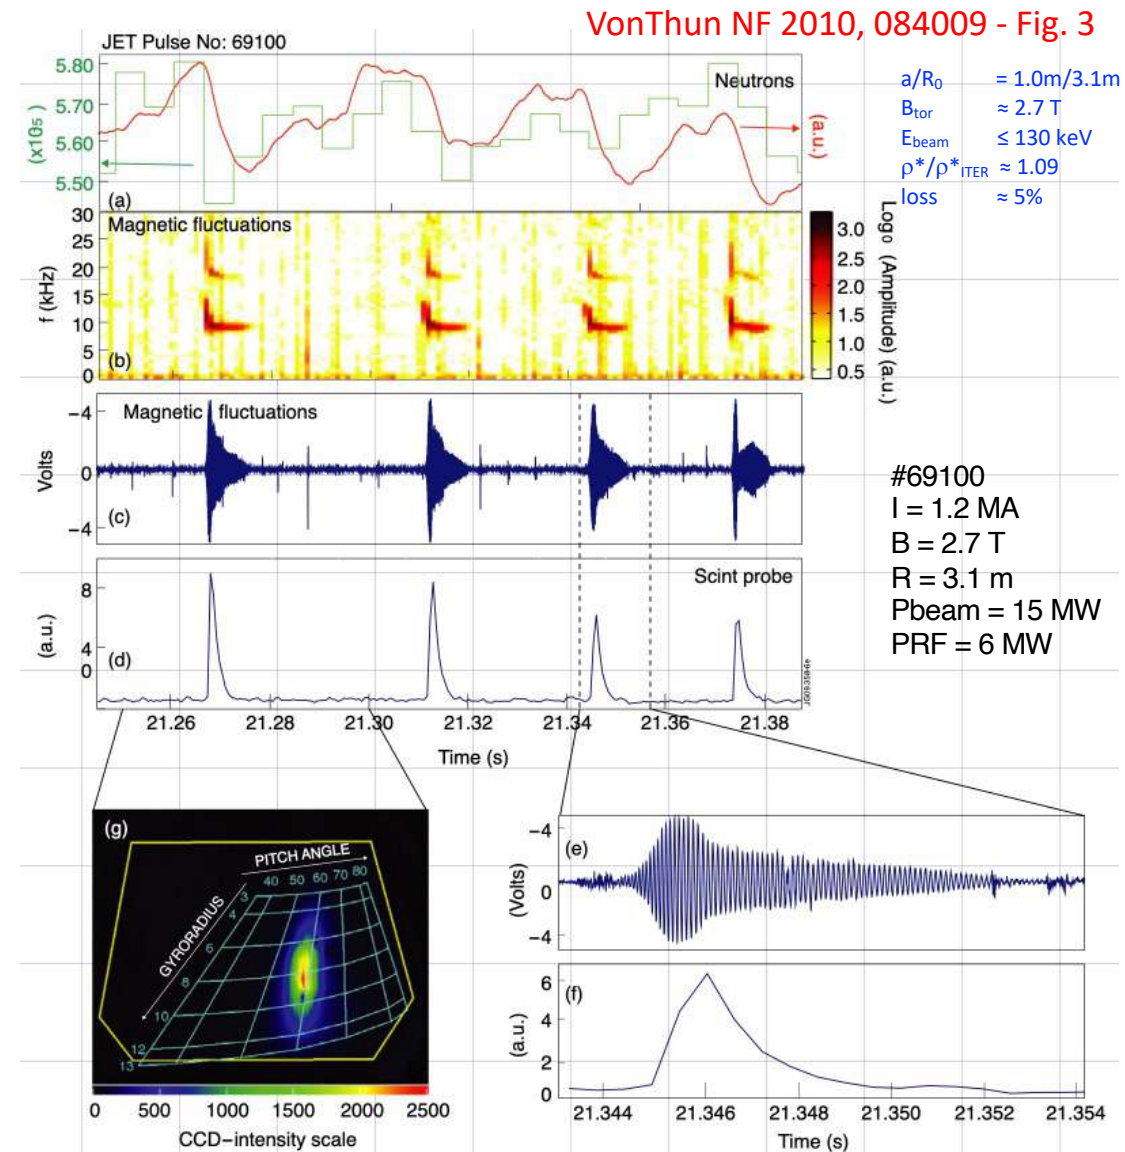 VonThun NF 2010, 084009 - Fig. 3
JET Pulse No: 69100
a/R0 = 1.0m/3.1m
Btor ≈ 2.7 T
Ebeam ≤ 130 keV
ρ*/ρ*ITER ≈ 1.09
loss ≈ 5%
5.80
5.70
5.60
5.50
(x105)
Neutrons
(a.u.)
(a)
30
25
20
15
10
5
0
f (kHz)
Magnetic fluctuations
(b)
3.0
2.5
2.0
1.5
1.0
0.5
Log0 (Amplitude) (a.u.)
−4
0
−4
Volts
Magnetic fluctuations
(c)
#69100
I = 1.2 MA
B = 2.7 T
R = 3.1 m
Pbeam = 15 MW
PRF = 6 MW
8
4
0
(a.u.)
Scint probe
(d)
21.26 21.28 21.30 21.32 21.34 21.36 21.38
Time (s)
(g)
PITCH ANGLE
40 50 60 70 80
GYRORADIUS
3
4
6
8
10
12
13
0 500 1000 1500 2000 2500
CCD−intensity scale
−4
0
−4
(Volts)
(e)
6
4
2
0
(a.u.)
(f)
21.344 21.346 21.348 21.350 21.352 21.354
Time (s)